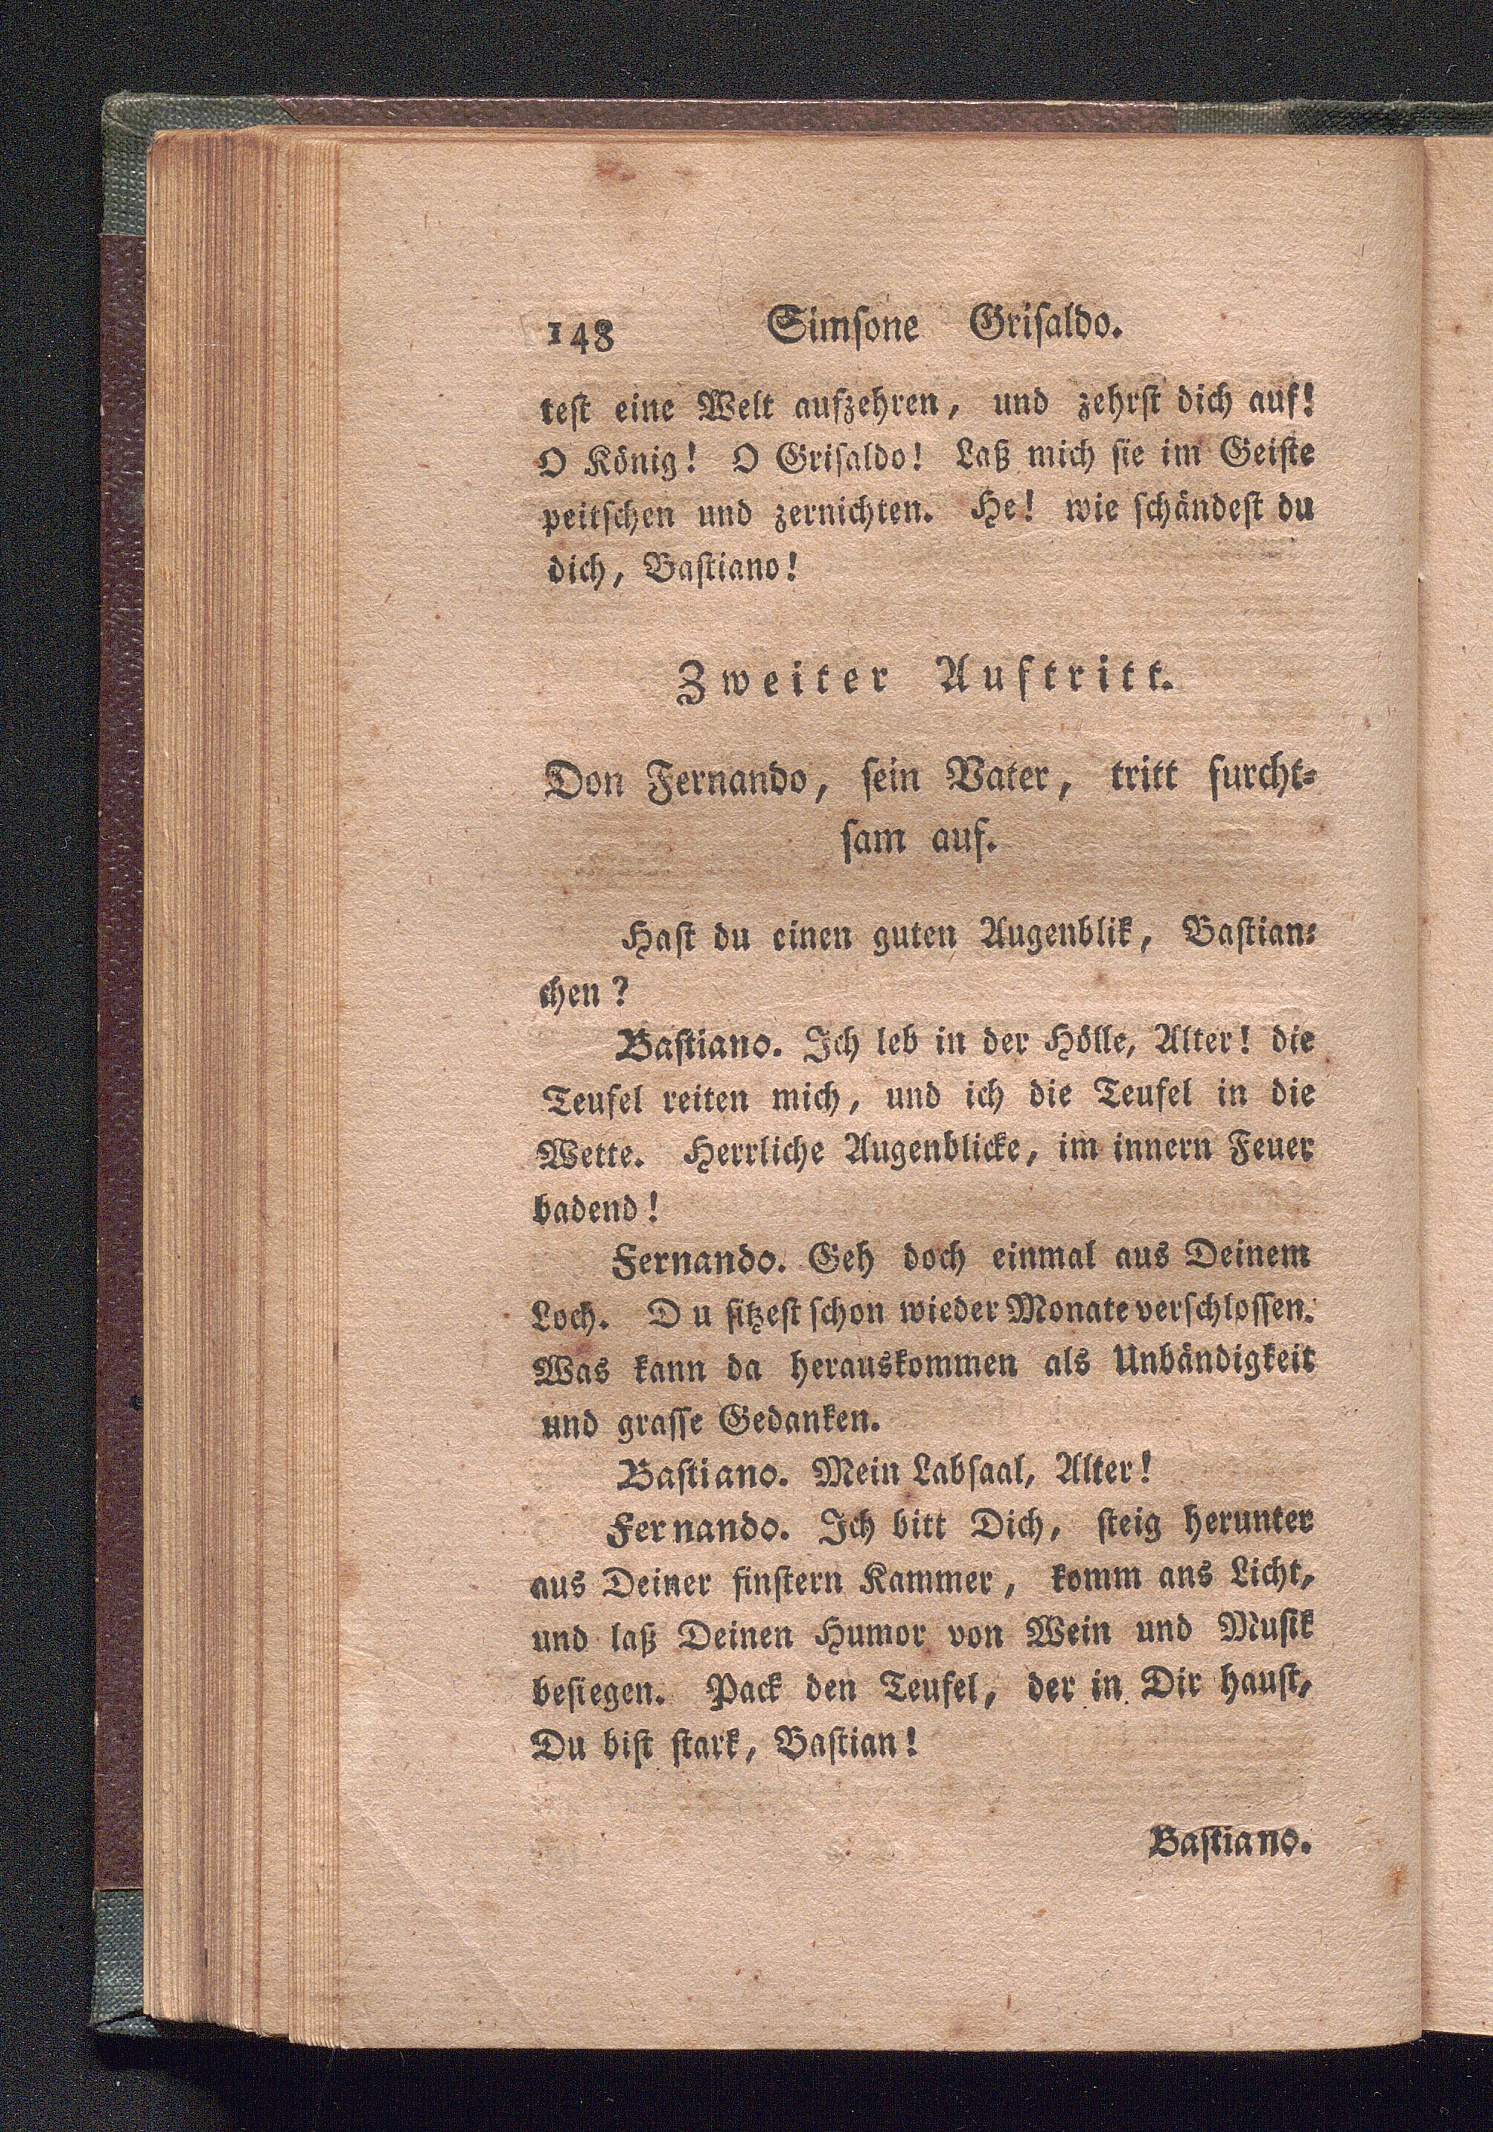 148 Simſone Griſaldo.
teſt eine Welt aufzehren, und zehrſt dich auf!
O König! O Griſaldo! Laß mich ſie im Geiſte
peitſchen und zernichten. He! wie ſchändeſt du
dich, Baſtiano!
Zweiter Auftritt.
Don Fernando, ſein Vater, tritt furcht⸗
ſam auf.
Haſt du einen guten Augenblik, Baſtian⸗
chen?
Baſtiano. Ich leb in der Hölle, Alter! die
Teufel reiten mich, und ich die Teufel in die
Wette. Herrliche Augenblicke, im innern Feuer
badend!
Fernando. Geh doch einmal aus Deinem
Loch. Du ſitzeſt ſchon wieder Monate verſchloſſen.
Was kann da herauskommen als Unbändigkeit
und graſſe Gedanken.
Baſtiano. Mein Labſaal, Alter!
Fernando. Ich bitt Dich, ſteig herunter
aus Deiner finſtern Kammer, komm ans Licht,
und laß Deinen Humor von Wein und Muſik
beſiegen. Pack den Teufel, der in Dir hauſt,
Du biſt ſtark, Baſtian!
Baſtiano.